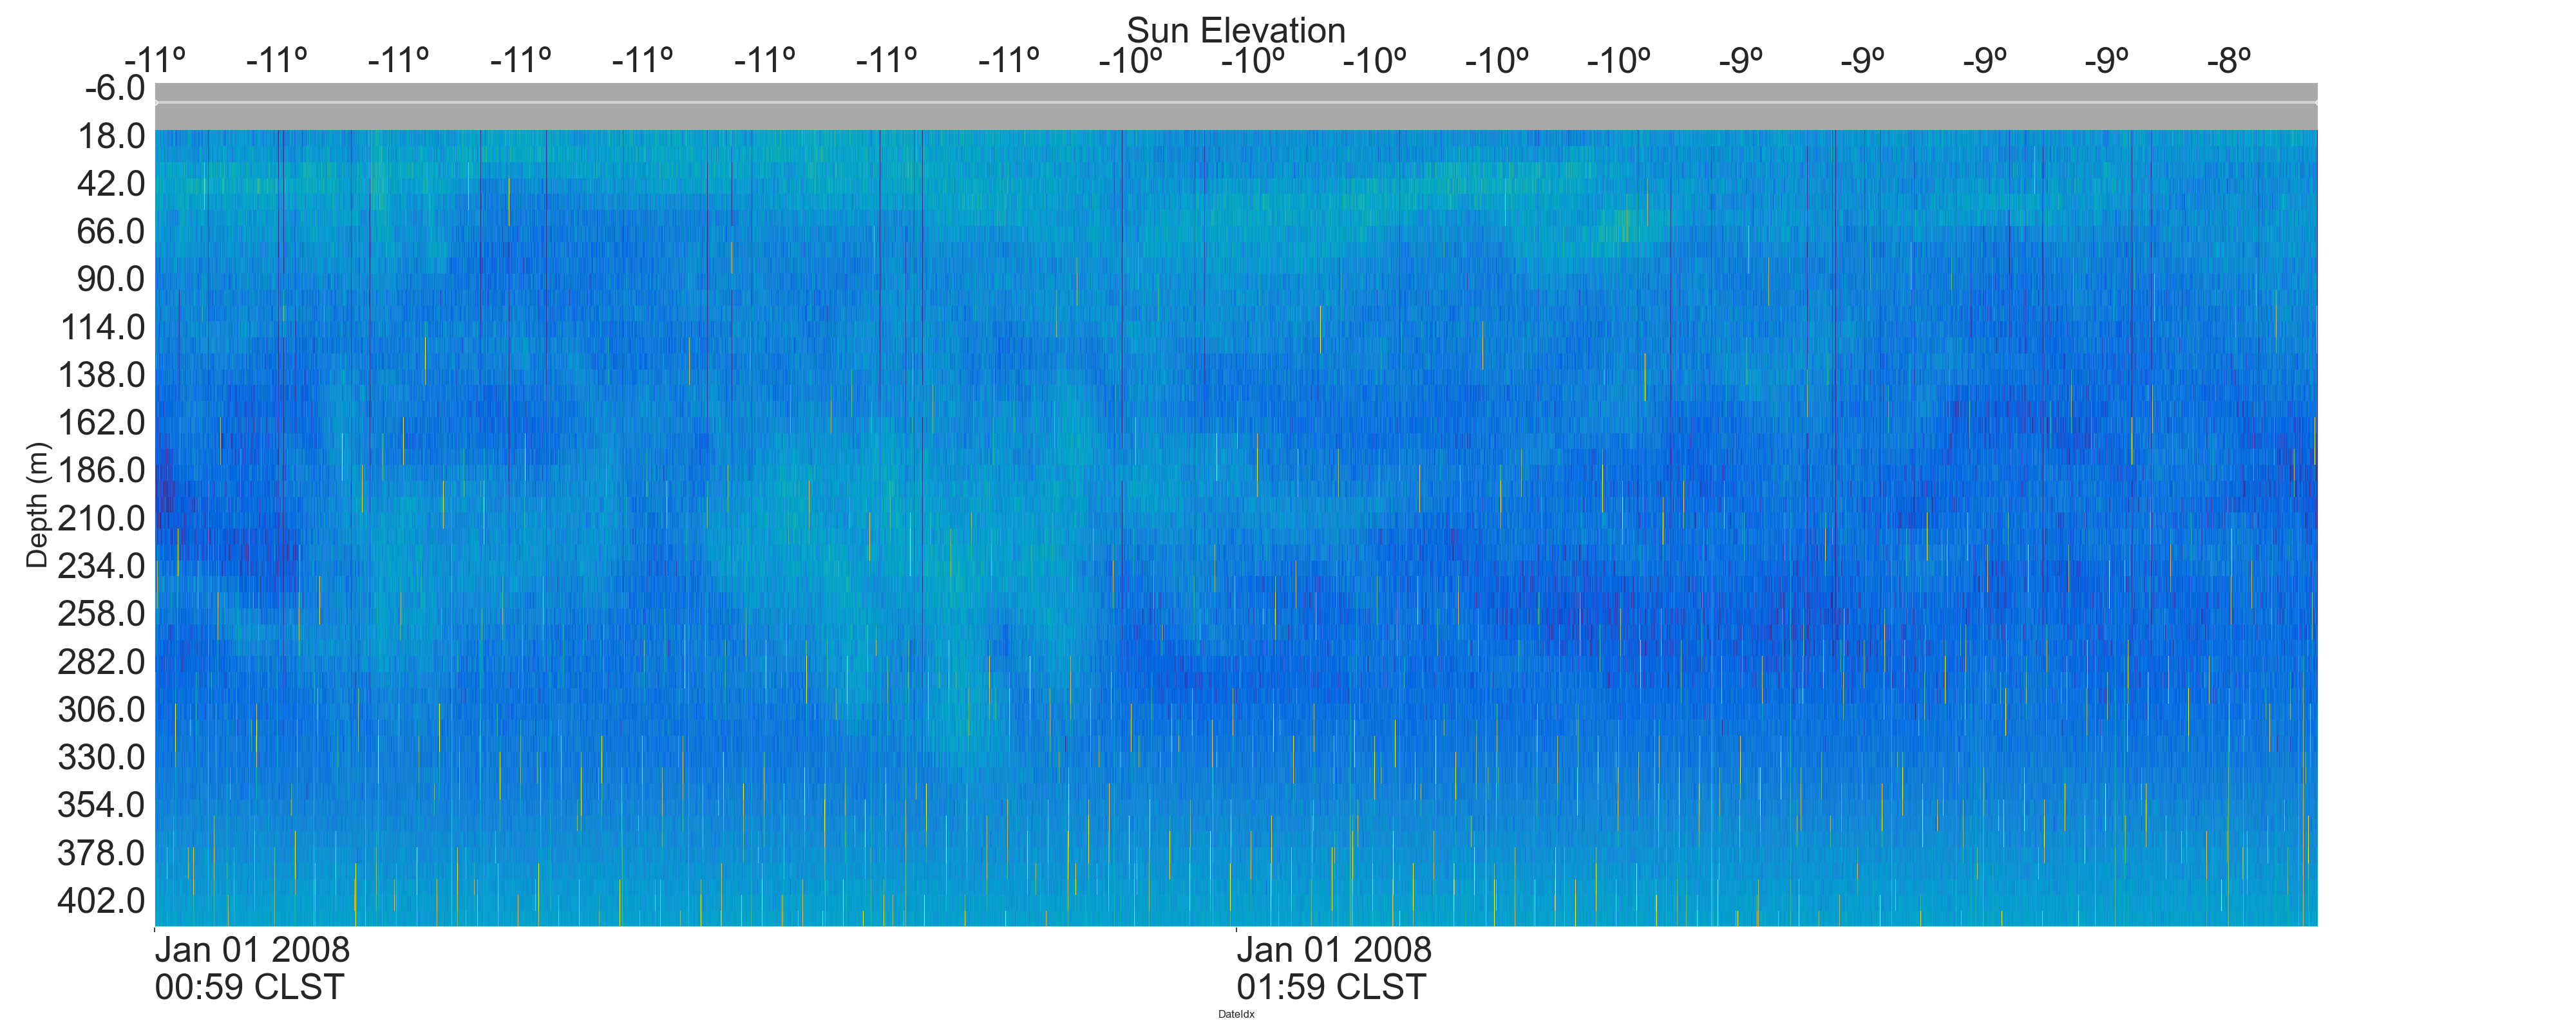 Sun Elevation
-11º -11º -11º -11º -11º -11º -11º -11º -10º -10º -10º -10º -10º -9º -9º -9º -9º -8º
-6.0
18.0
42.0
66.0
90.0
114.0
138.0
162.0
186.0
210.0
234.0
258.0
282.0
306.0
330.0
354.0
378.0
402.0
Depth (m)
Jan 01 2008
00:59 CLST
Jan 01 2008
01:59 CLST
DateIdx